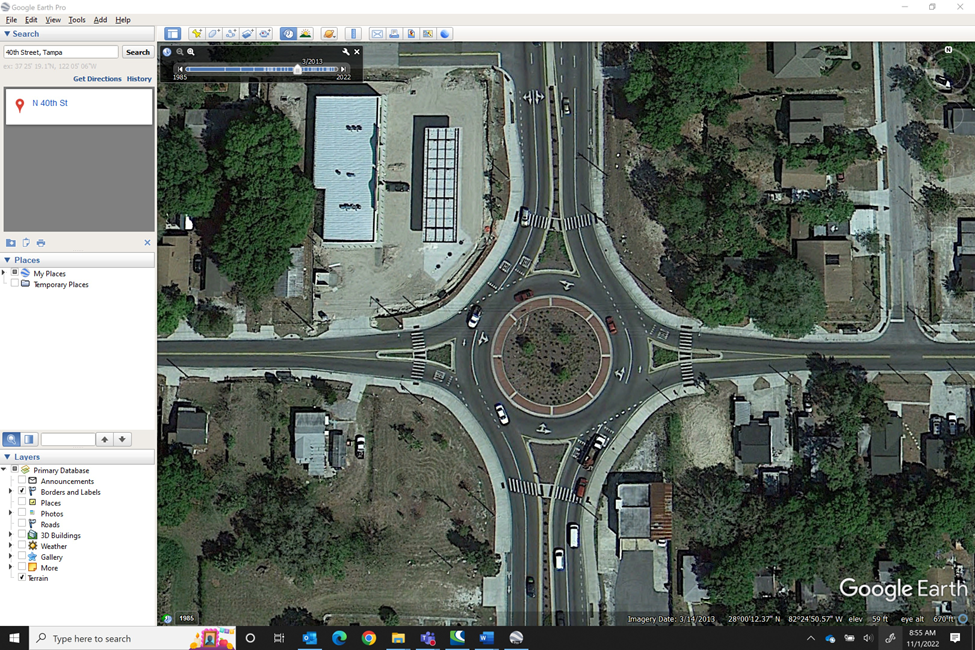 Google Earth Pro
File Edit View Tools Add Help
Search
40th Street, Tampa
Search
ex: 37 25' 19.1"N, 122 05' 06"W
Get Directions History
N 40th St
3/2013
1985
2022
N
Places
My Places
Temporary Places
Layers
Primary Database
Announcements
Borders and Labels
Places
Photos
Roads
3D Buildings
Weather
Gallery
More
Terrain
1985
Google Earth
Imagery Date: 3/14/2013 28°00'12.37" N 82°24'50.57" W elev 59 ft eye alt 670 ft
Type here to search
8:55 AM
11/1/2022